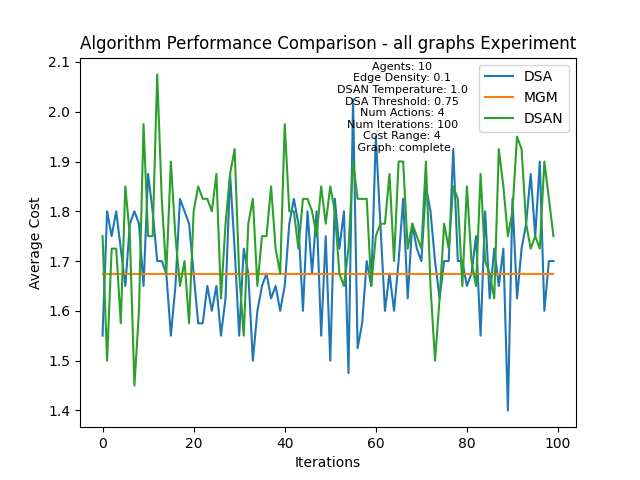 Algorithm Performance Comparison - all graphs Experiment
Agents: 10
Edge Density: 0.1
DSAN Temperature: 1.0
DSA Threshold: 0.75
Num Actions: 4
Num Iterations: 100
Cost Range: 4
Graph: complete
DSA
MGM
DSAN
Average Cost
2.1
2.0
1.9
1.8
1.7
1.6
1.5
1.4
0
20
40
60
80
100
Iterations